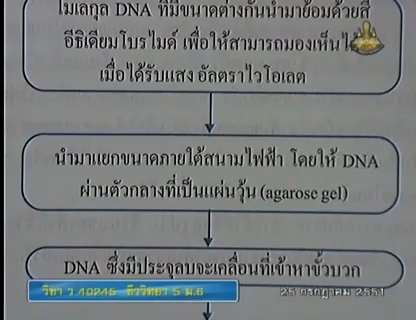 โมเลกุล DNA ที่มีขนาดต่างกันนำมาย้อมด้วยสี
อีธิเดียมโบรไมด์ เพื่อให้สามารถมองเห็นได้
เมื่อได้รับแสง อัลตราไวโอเลต
นำมาแยกขนาดภายใต้สนามไฟฟ้า โดยให้ DNA
ผ่านตัวกลางที่เป็นแผ่นวุ้น (agarose gel)
DNA ซึ่งมีประจุลบจะเคลื่อนที่เข้าหาขั้วบวก
วิชา ว 40245 ชีววิทยา 5 ม.6
25 กรกฎาคม 2551